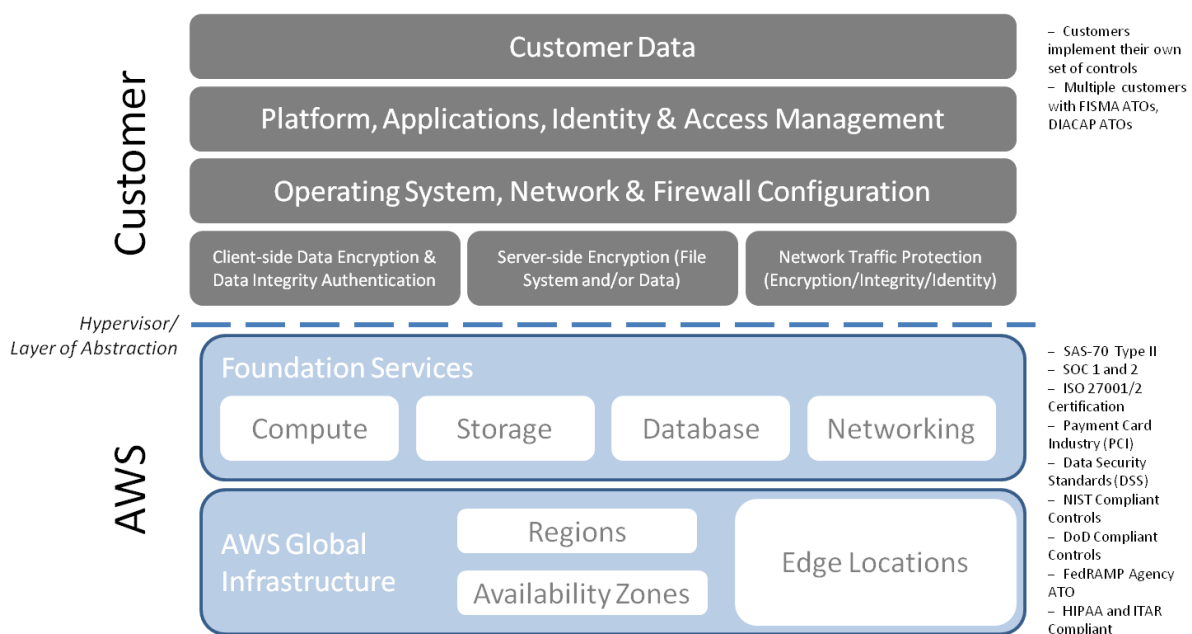 Customer Data
Platform, Applications, Identity & Access Management
Operating System, Network & Firewall Configuration
Client-side Data Encryption &
Data Integrity Authentication
Server-side Encryption (File
System and/or Data)
Network Traffic Protection
(Encryption/Integrity/Identity)
Customer
– Customers
implement their own
set of controls
– Multiple customers
with FISMA ATOs,
DIACAP ATOs
Hypervisor/
Layer of Abstraction
AWS
Foundation Services
Compute
Storage
Database
Networking
AWS Global
Infrastructure
Regions
Availability Zones
Edge Locations
– SAS-70 Type II
– SOC 1 and 2
– ISO 27001/2
Certification
– Payment Card
Industry (PCI)
– Data Security
Standards (DSS)
– NIST Compliant
Controls
– DoD Compliant
Controls
– FedRAMP Agency
ATO
– HIPAA and ITAR
Compliant